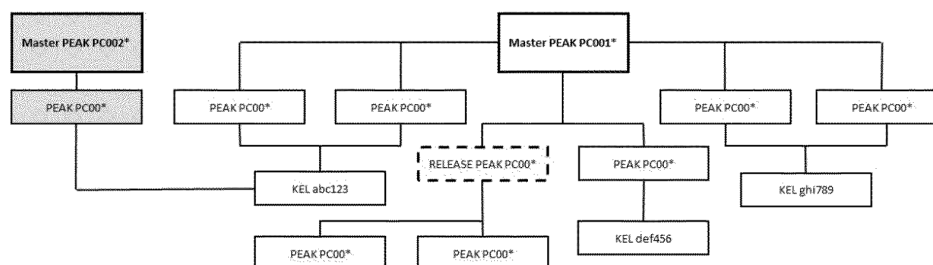 Master PEAK PC002*
Master PEAK PC001*
PEAK PC00*
PEAK PC00*
PEAK PC00*
PEAK PC00*
PEAK PC00*
RELEASE PEAK PC00*
PEAK PC00*
KEL abc123
KEL ghi789
PEAK PC00*
PEAK PC00*
KEL def456